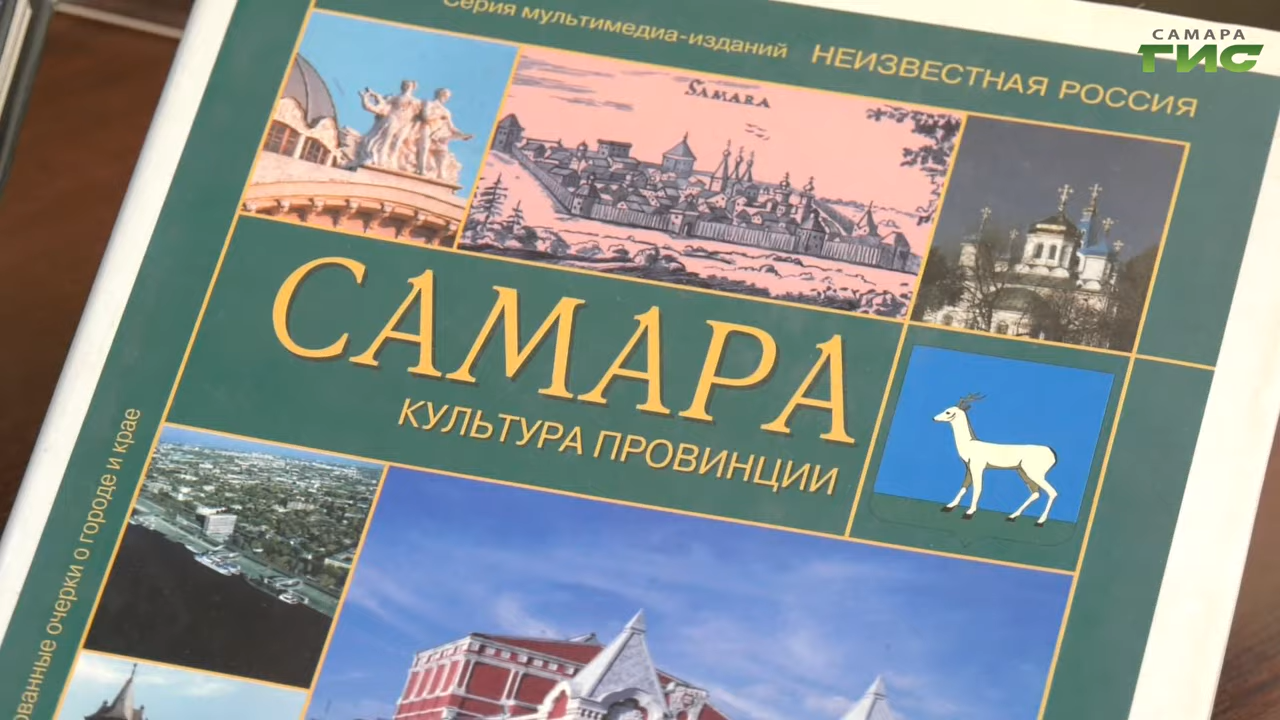 САМАРА
ГИС
Серия мультимедиа-изданий НЕИЗВЕСТНАЯ РОССИЯ
SAMARA
САМАРА
КУЛЬТУРА ПРОВИНЦИИ
очерки о городе и крае